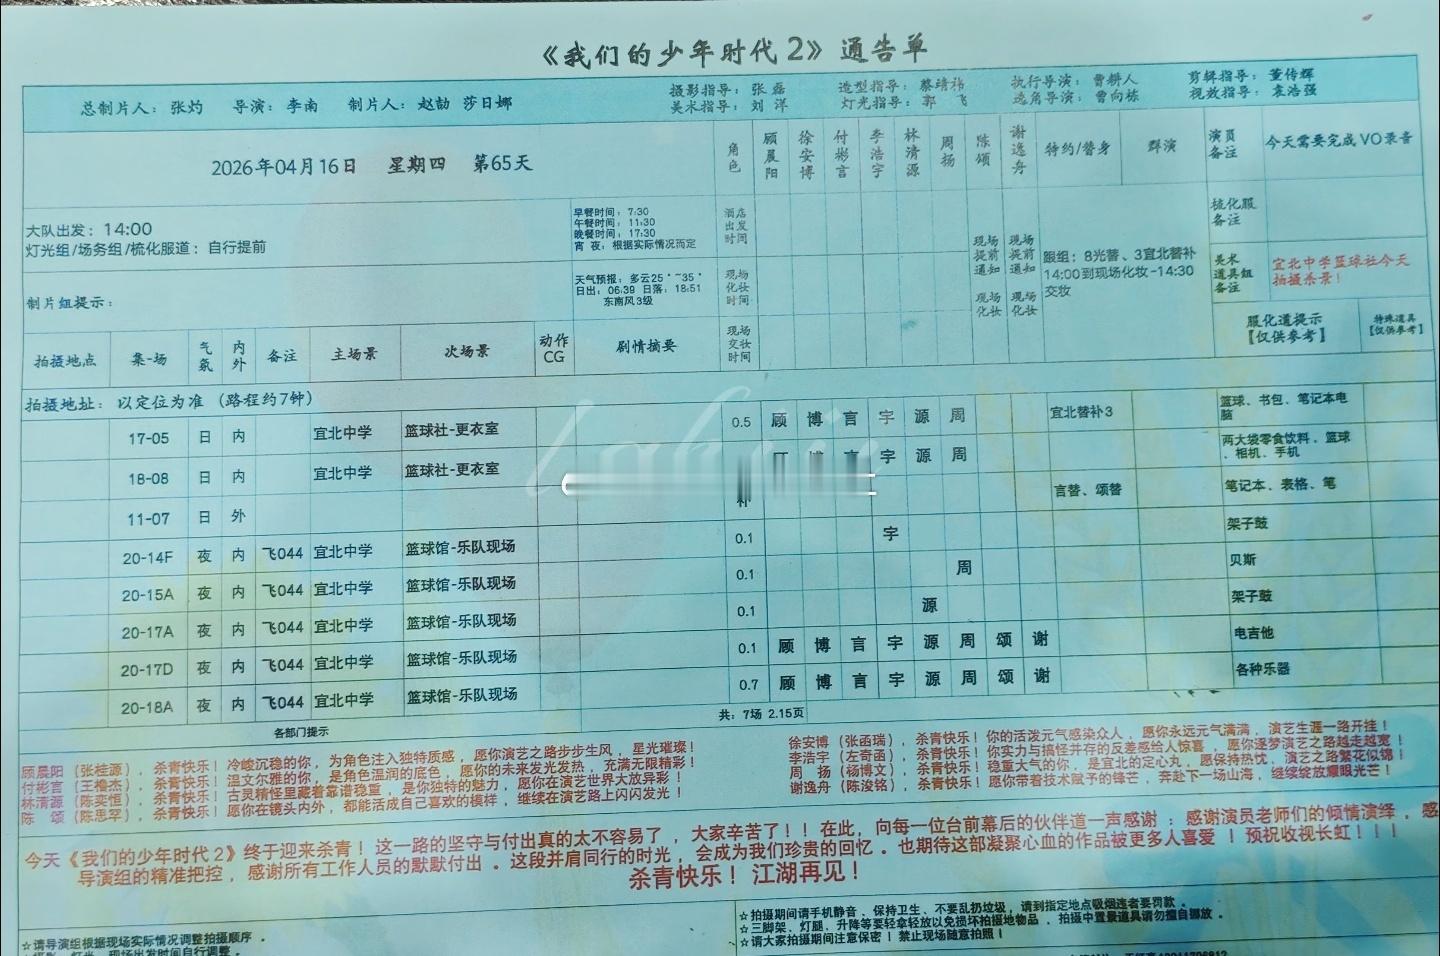 《我们的少年时代2》通告单
总制片人：张灼 导演：李南 制片人：赵劼 莎日娜
摄影指导：张磊 造型指导：蔡靖祎 执行导演：曹耕人 剪辑指导：董传辉
美术指导：刘洋 灯光指导：郭飞 选角导演：曹向栋 视效指导：袁浩强
2026年04月16日 星期四 第65天
角色 顾晨阳 徐安博 付彬言 李浩宇 林清源 周扬 陈颂 谢逸舟 特约/替身 群演 演员备注 今天需要完成VO录音
大队出发：14:00
灯光组/场务组/梳化服道：自行提前
早餐时间：7:30
午餐时间：11:30
晚餐时间：17:30
宵 夜：根据实际情况而定
酒店出发时间
梳化服备注
制片组提示：
天气预报：多云25°~35°
日出：06:39 日落：18:51
东南风3级
现场化妆时间
现场提前通知 现场化妆
现场提前通知 现场化妆
跟组：8光替、3宜北替补
14:00到现场化妆-14:30
交妆
美术道具组备注
宜北中学篮球社今天
拍摄杀景！
拍摄地点 集-场 气氛 内外 备注 主场景 次场景 动作CG 剧情摘要 现场交妆时间 服化道提示【仅供参考】 特殊道具【仅供参考】
拍摄地址：以定位为准（路程约7钟）
17-05 日 内 宜北中学 篮球社-更衣室 0.5 顾 博 言 宇 源 周 宜北替补3 篮球、书包、笔记本电脑
18-08 日 内 宜北中学 篮球社-更衣室 顾 博 言 宇 源 周 两大袋零食饮料、篮球、相机、手机
11-07 日 外 补 言替、颂替 笔记本、表格、笔
20-14F 夜 内 飞044 宜北中学 篮球馆-乐队现场 0.1 宇 架子鼓
20-15A 夜 内 飞044 宜北中学 篮球馆-乐队现场 0.1 周 贝斯
20-17A 夜 内 飞044 宜北中学 篮球馆-乐队现场 0.1 源 架子鼓
20-17D 夜 内 飞044 宜北中学 篮球馆-乐队现场 0.1 顾 博 言 宇 源 周 颂 谢 电吉他
20-18A 夜 内 飞044 宜北中学 篮球馆-乐队现场 0.7 顾 博 言 宇 源 周 颂 谢 各种乐器
共：7场 2.15页
各部门提示
顾晨阳（张桂源），杀青快乐！冷峻沉稳的你，为角色注入独特质感，愿你演艺之路步步生风，星光璀璨！
付彬言（王橹杰），杀青快乐！温文尔雅的你，是角色温润的底色，愿你的未来发光发热，充满无限精彩！
林清源（陈奕恒），杀青快乐！古灵精怪里藏着靠谱稳重，是你独特的魅力，愿你在演艺世界大放异彩！
陈 颂（陈思罕），杀青快乐！愿你在镜头内外，都能活成自己喜欢的模样，继续在演艺路上闪闪发光！
徐安博（张函瑞），杀青快乐！你的活泼元气感染众人，愿你永远元气满满，演艺生涯一路开挂！
李浩宇（左奇函），杀青快乐！你实力与搞怪并存的反差感给人惊喜，愿你逐梦演艺之路越走越宽！
周 扬（杨博文），杀青快乐！稳重大气的你，是宜北的定心丸，愿你保持热忱，演艺之路繁花似锦！
谢逸舟（陈浚铭），杀青快乐！愿你带着技术赋予的锋芒，奔赴下一场山海，继续绽放耀眼光芒！
今天《我们的少年时代2》终于迎来杀青！这一路的坚守与付出真的太不容易了，大家辛苦了！！在此，向每一位台前幕后的伙伴道一声感谢：感谢演员老师们的倾情演绎，感
导演组的精准把控，感谢所有工作人员的默默付出。这段并肩同行的时光，会成为我们珍贵的回忆。也期待这部凝聚心血的作品被更多人喜爱！预祝收视长虹！！！
杀青快乐！江湖再见！
☆请导演组根据现场实际情况调整拍摄顺序。
☆拍摄期间请手机静音、保持卫生、不要乱扔垃圾，请到指定地点吸烟违者要罚款。
☆三脚架、灯腿、升降等要轻拿轻放以免损坏拍摄地物品，拍摄中置景道具请勿擅自挪放。
☆请大家拍摄期间注意保密！禁止现场随意拍照！